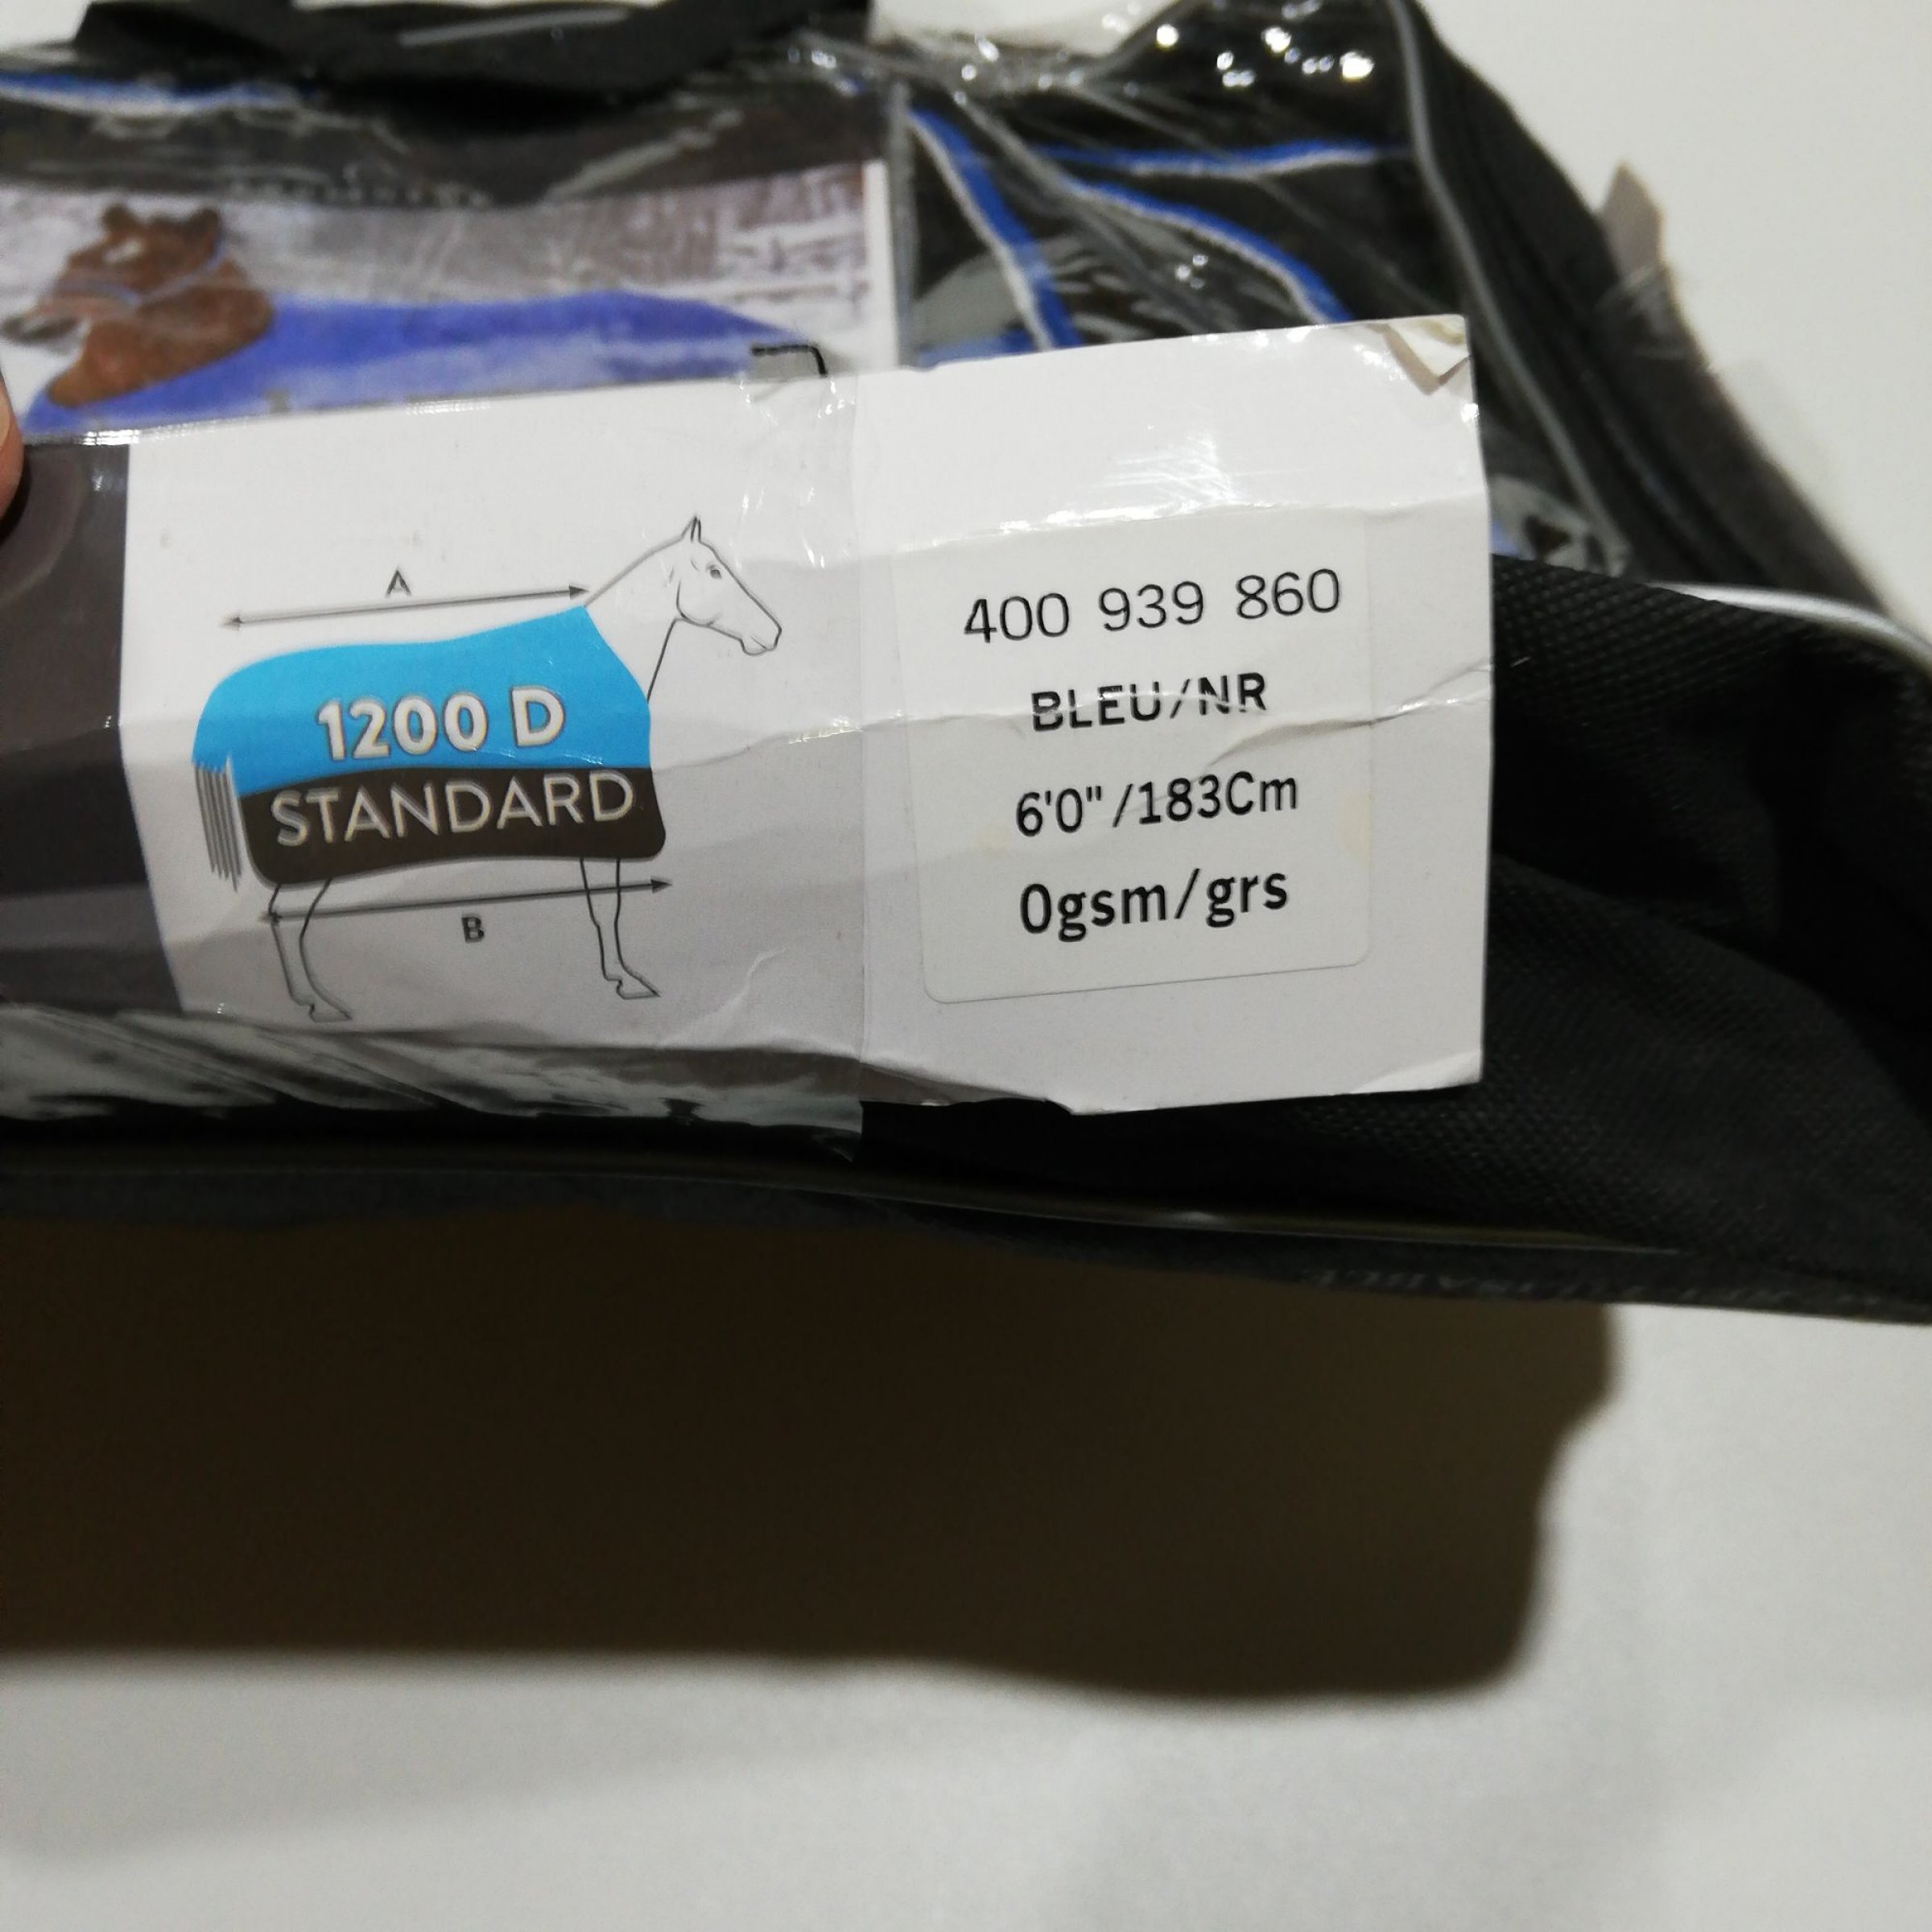 A
1200 D
STANDARD
B
400 939 860
BLEU/NR
6'0"/183Cm
0gsm/grs